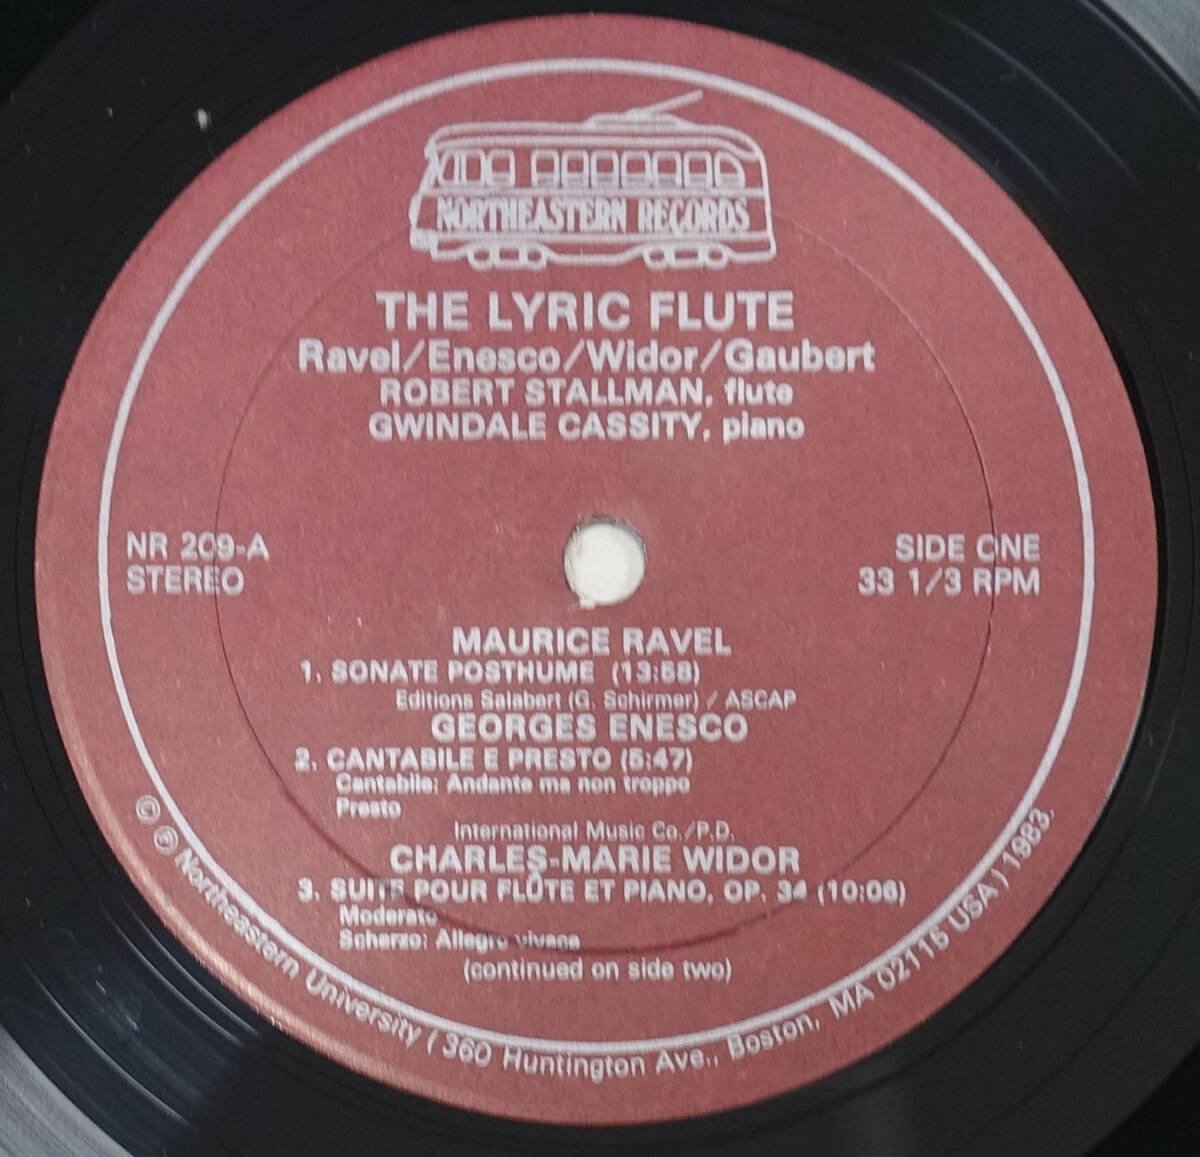 NORTHEASTERN RECORDS
THE LYRIC FLUTE
Ravel/Enesco/Widor/Gaubert
ROBERT STALLMAN, flute
GWINDALE CASSITY, piano
NR 209-A
STEREO
SIDE ONE
33 1/3 RPM
MAURICE RAVEL
1. SONATE POSTHUME (13:58)
Editions Salabert (G. Schirmer) / ASCAP
GEORGES ENESCO
2. CANTABILE E PRESTO (5:47)
Cantabile: Andante ma non troppo
Presto
International Music Co./P.D.
CHARLES-MARIE WIDOR
3. SUITE POUR FLÛTE ET PIANO, OP. 34 (10:06)
Moderato
Scherzo: Allegro vivace
(continued on side two)
© ℗ Northeastern University ( 360 Huntington Ave., Boston, MA 02115 USA ) 1983.